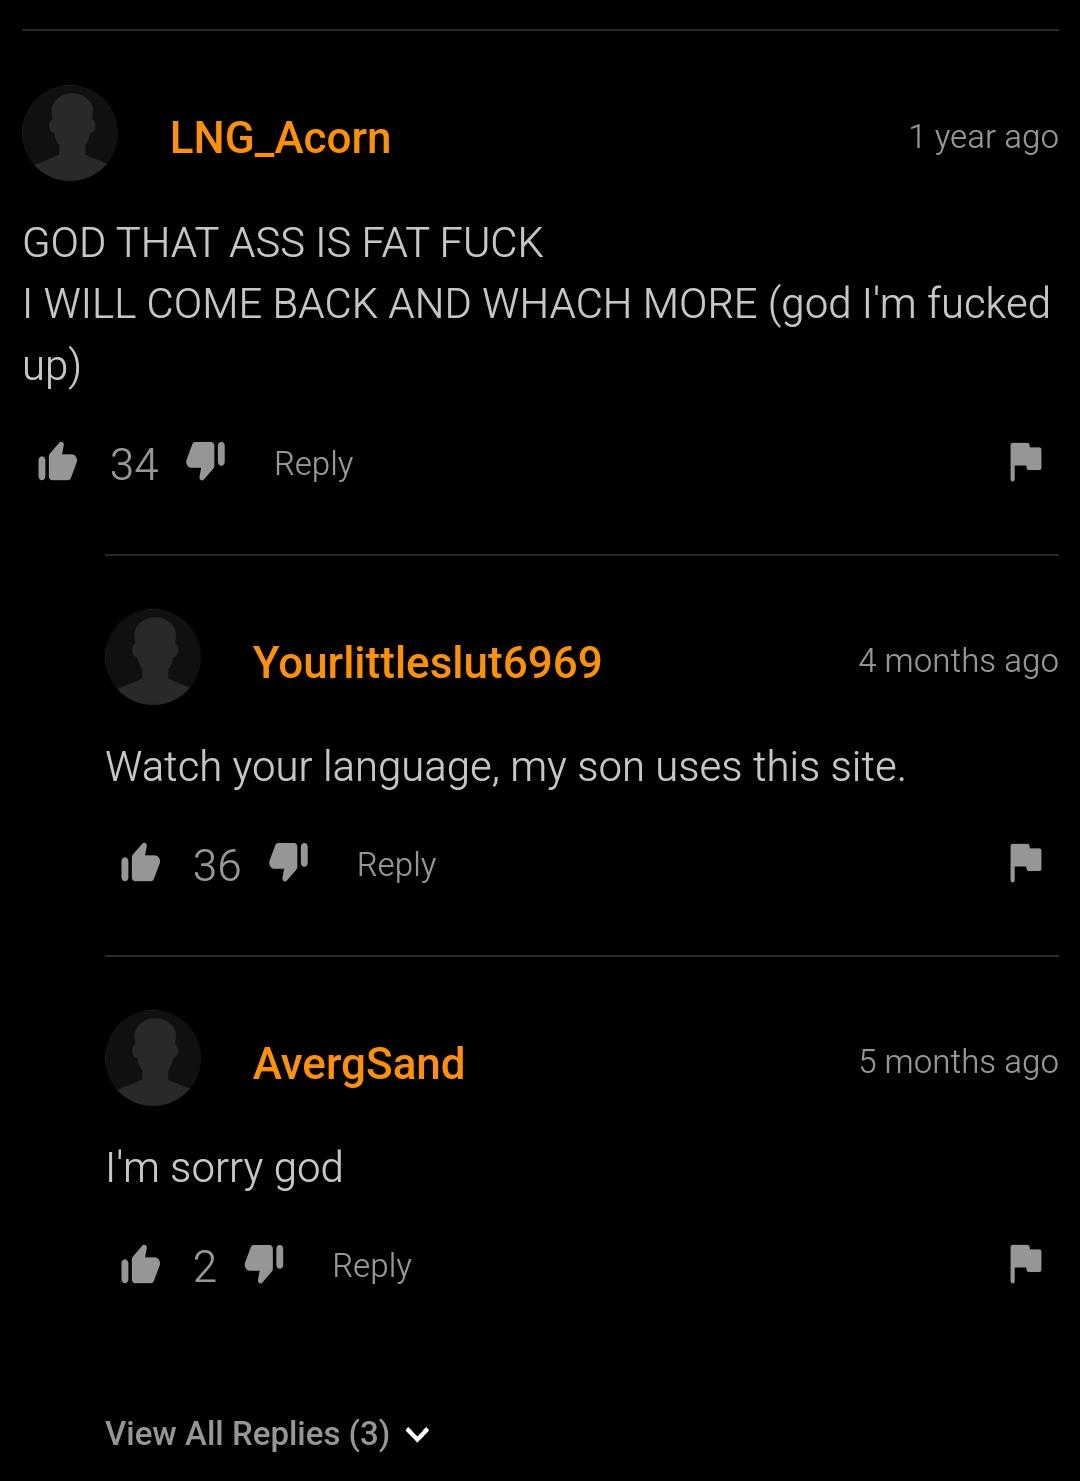 LNG_Acorn 1 year ago
GOD THAT ASS IS FAT FUCK
I WILL COME BACK AND WHACH MORE (god I'm fucked
up)
34 Reply
Yourlittleslut6969 4 months ago
Watch your language, my son uses this site.
36 Reply
AvergSand 5 months ago
I'm sorry god
2 Reply
View All Replies (3)